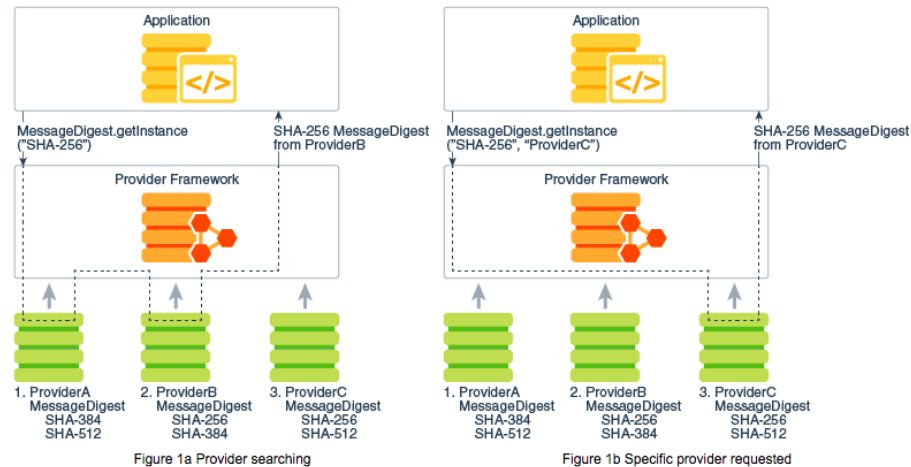 Application
</>
MessageDigest.getInstance
("SHA-256")
SHA-256 MessageDigest
from ProviderB
Provider Framework
1. ProviderA
MessageDigest
SHA-384
SHA-512
2. ProviderB
MessageDigest
SHA-256
SHA-384
3. ProviderC
MessageDigest
SHA-256
SHA-512
Figure 1a Provider searching
Application
</>
MessageDigest.getInstance
("SHA-256", "ProviderC")
SHA-256 MessageDigest
from ProviderC
Provider Framework
1. ProviderA
MessageDigest
SHA-384
SHA-512
2. ProviderB
MessageDigest
SHA-256
SHA-384
3. ProviderC
MessageDigest
SHA-256
SHA-512
Figure 1b Specific provider requested